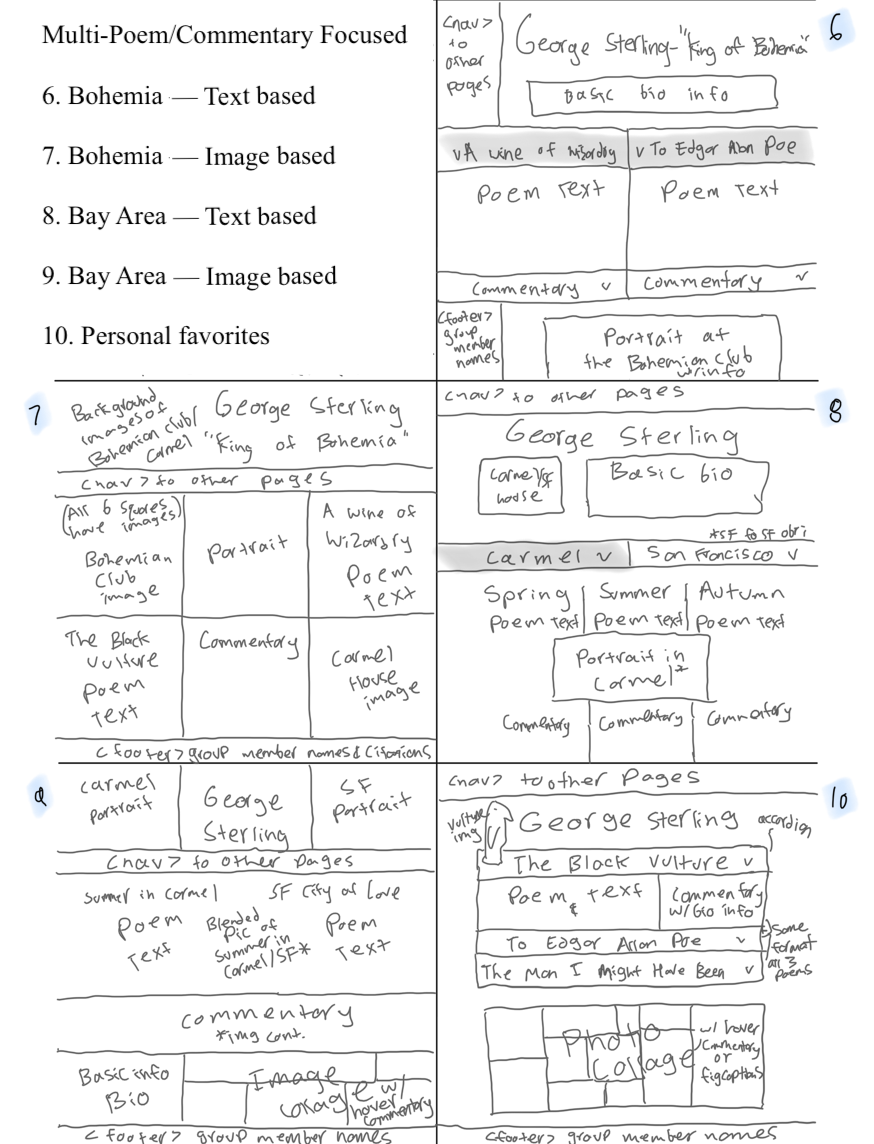 Multi-Poem/Commentary Focused
6. Bohemia — Text based
7. Bohemia — Image based
8. Bay Area — Text based
9. Bay Area — Image based
10. Personal favorites
6
<nav>
to
other
pages
George Sterling-"King of Bohemia"
Basic bio info
v A wine of wizardry
v To Edgar Alan Poe
Poem Text
Poem Text
Commentary v
Commentary v
<footer>
group
member
names
Portrait at
the Bohemian Club
w/info
7
Background
images of
Bohemian club/
Carmel
George Sterling
"King of Bohemia"
<nav> to other pages
(All 6 squares
have images)
Bohemian
Club
image
Portrait
A wine of
Wizardry
Poem
text
The Black
Vulture
Poem
Text
Commentary
Carmel
House
image
<footer> group member names & Citations
8
<nav> to other pages
George Sterling
Carmel/SF
house
Basic bio
*SF for SF obvi
Carmel v
San Francisco v
Spring
Poem text
Summer
Poem text
Autumn
Poem text
Portrait in
Carmel*
Commentary
Commentary
Commentary
9
Carmel
Portrait
George
Sterling
SF
Portrait
<nav> to other pages
Summer in Carmel
Poem
Text
Blended
Pic of
Summer in
Carmel/SF*
SF City of Love
Poem
Text
Commentary
*img cont.
Basic info
Bio
Image
collage w/
hover
commentary
<footer> group member names
10
<nav> to other Pages
vulture
img
George Sterling
accordion
The Black Vulture v
Poem text
Commentary
w/ bio info
To Edgar Allan Poe v
The Man I Might Have Been v
same
format
all 3
poems
Photo
Collage
w/ hover
/commentary
or
figcaptions
<footer> group member names